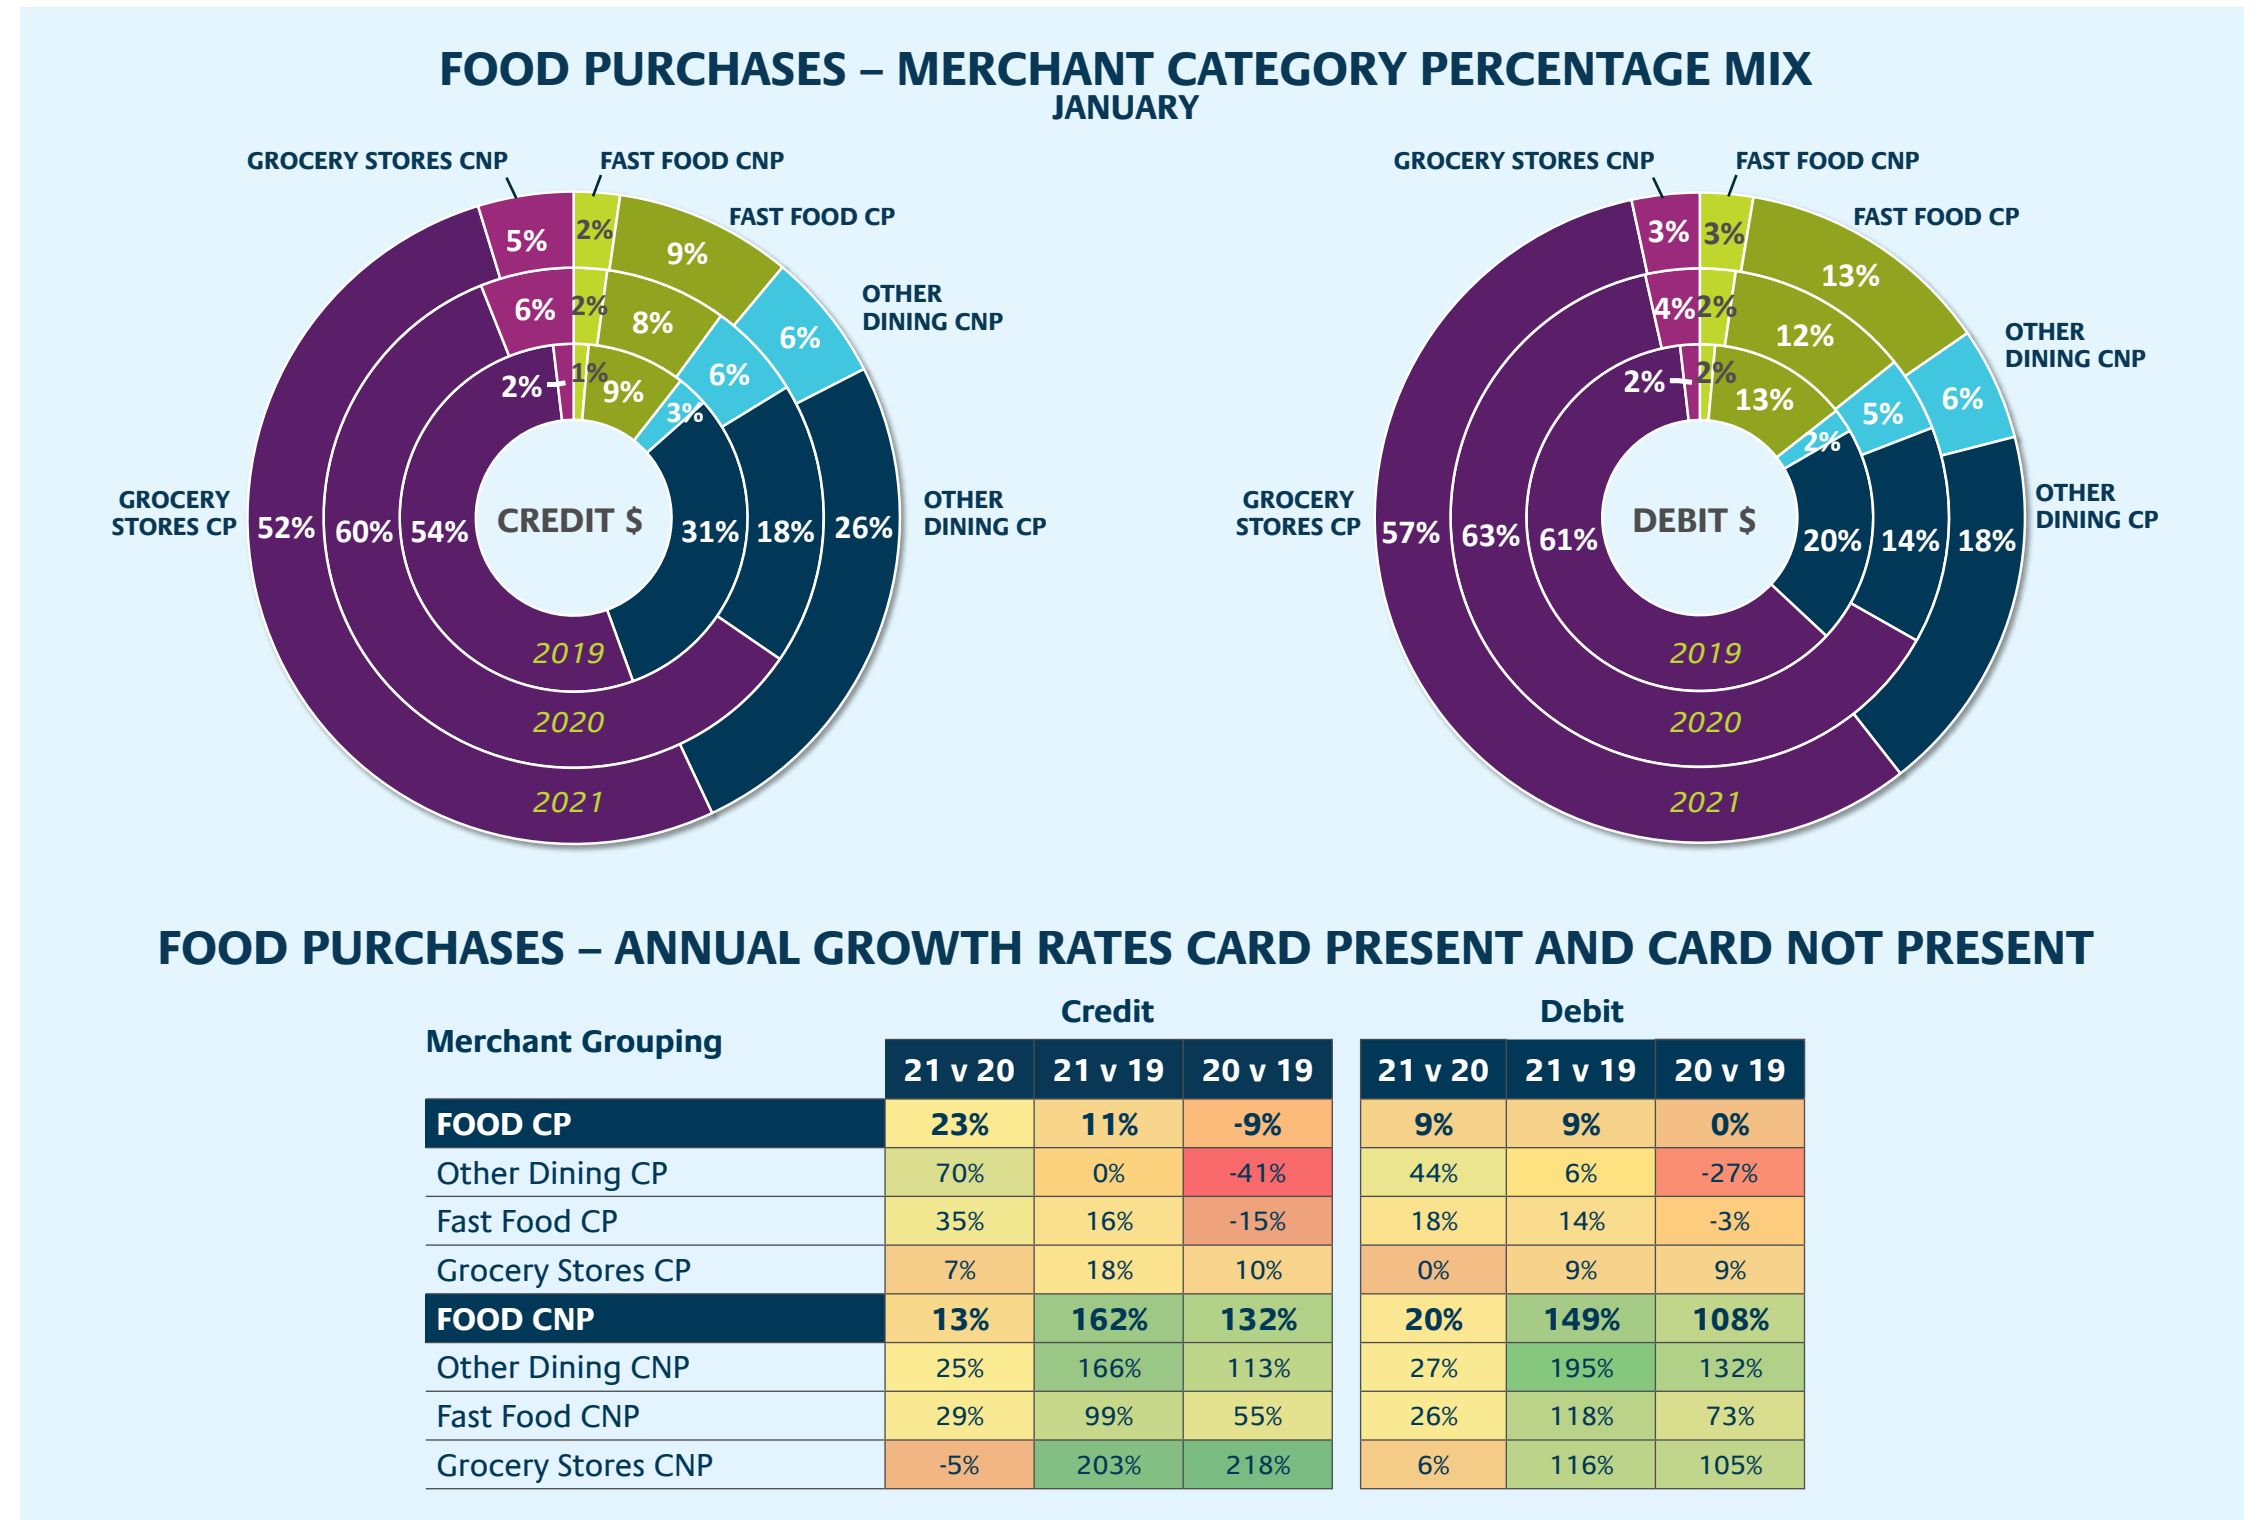 FOOD PURCHASES – MERCHANT CATEGORY PERCENTAGE MIX
JANUARY
GROCERY STORES CNP
FAST FOOD CNP
FAST FOOD CP
OTHER
DINING CNP
OTHER
DINING CP
GROCERY
STORES CP
5%
2%
9%
6%
26%
52%
6%
2%
8%
6%
18%
60%
2%
1%
9%
3%
31%
54%
CREDIT $
2019
2020
2021
GROCERY STORES CNP
FAST FOOD CNP
FAST FOOD CP
OTHER
DINING CNP
OTHER
DINING CP
GROCERY
STORES CP
3%
3%
13%
6%
18%
57%
4%
2%
12%
5%
14%
63%
2%
2%
13%
2%
20%
61%
DEBIT $
2019
2020
2021
FOOD PURCHASES – ANNUAL GROWTH RATES CARD PRESENT AND CARD NOT PRESENT
Credit Debit
Merchant Grouping
21 v 20 21 v 19 20 v 19 21 v 20 21 v 19 20 v 19
FOOD CP 23% 11% -9% 9% 9% 0%
Other Dining CP 70% 0% -41% 44% 6% -27%
Fast Food CP 35% 16% -15% 18% 14% -3%
Grocery Stores CP 7% 18% 10% 0% 9% 9%
FOOD CNP 13% 162% 132% 20% 149% 108%
Other Dining CNP 25% 166% 113% 27% 195% 132%
Fast Food CNP 29% 99% 55% 26% 118% 73%
Grocery Stores CNP -5% 203% 218% 6% 116% 105%